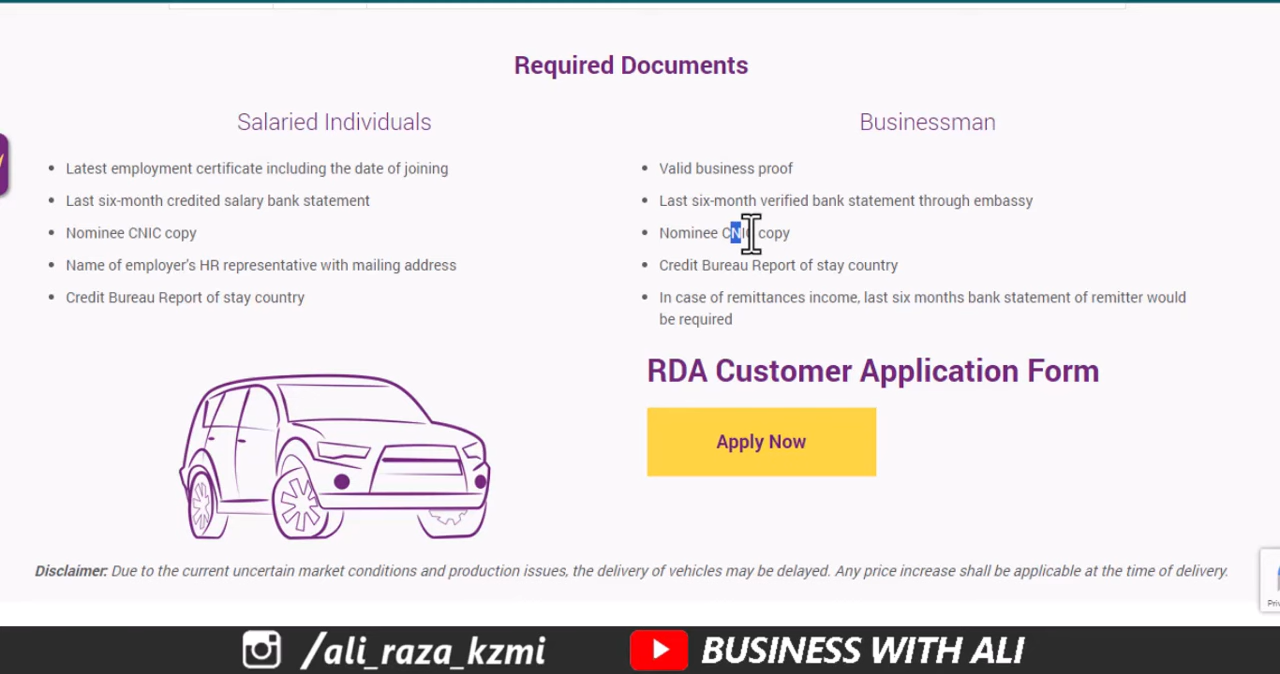 Required Documents
Salaried Individuals
Latest employment certificate including the date of joining
Last six-month credited salary bank statement
Nominee CNIC copy
Name of employer's HR representative with mailing address
Credit Bureau Report of stay country
Businessman
Valid business proof
Last six-month verified bank statement through embassy
Nominee CNIC copy
Credit Bureau Report of stay country
In case of remittances income, last six months bank statement of remitter would
be required
RDA Customer Application Form
Apply Now
Disclaimer: Due to the current uncertain market conditions and production issues, the delivery of vehicles may be delayed. Any price increase shall be applicable at the time of delivery.
/ali_raza_kzmi
BUSINESS WITH ALI